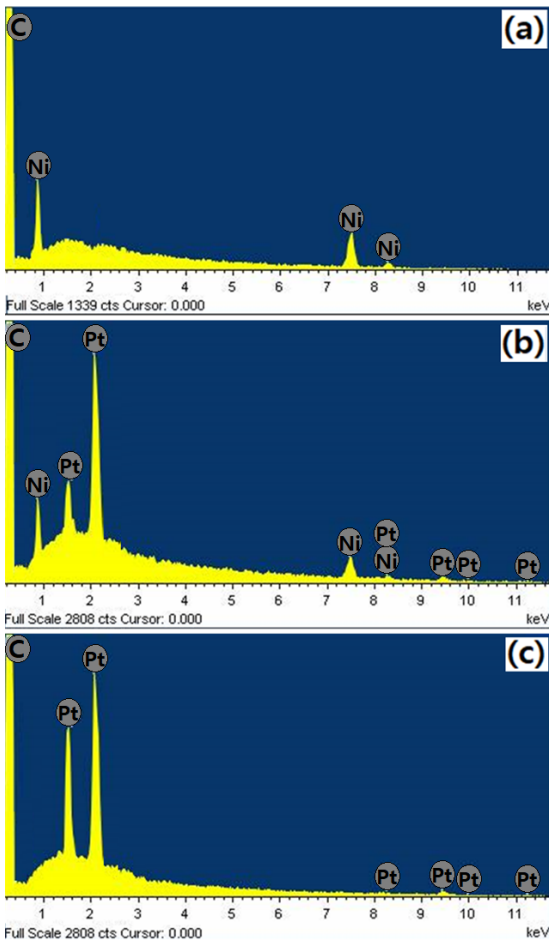 C
(a)
Ni
Ni
Ni
1 2 3 4 5 6 7 8 9 10 11
Full Scale 1339 cts Cursor: 0.000 keV
C
(b)
Pt
Pt
Ni
Pt
Ni
Ni
Pt
Pt
Pt
1 2 3 4 5 6 7 8 9 10 11
Full Scale 2808 cts Cursor: 0.000 keV
C
(c)
Pt
Pt
Pt
Pt
Pt
Pt
1 2 3 4 5 6 7 8 9 10 11
Full Scale 2808 cts Cursor: 0.000 keV